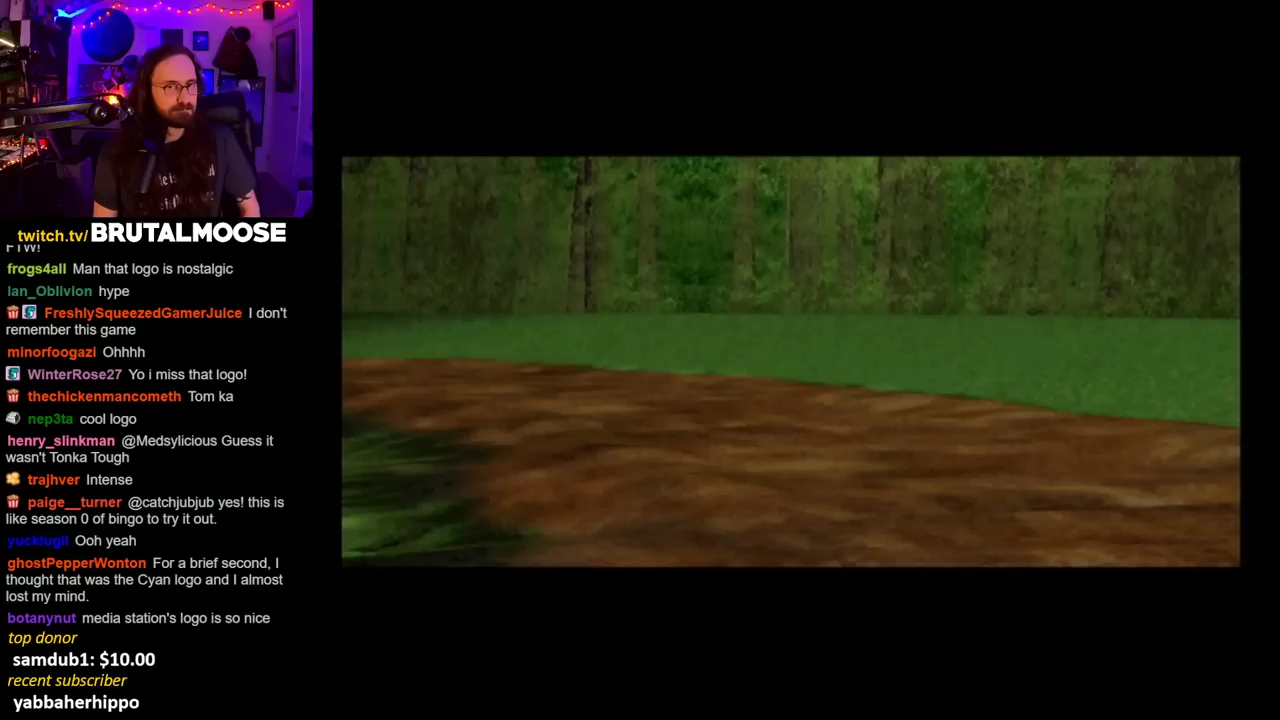 twitch.tv/BRUTALMOOSE
FTW!
frogs4all Man that logo is nostalgic
Ian_Oblivion hype
FreshlySqueezedGamerJuice I don't
remember this game
minorfoogazi Ohhhh
WinterRose27 Yo i miss that logo!
thechickenmancometh Tom ka
nep3ta cool logo
henry_slinkman @Medsylicious Guess it
wasn't Tonka Tough
trajhver Intense
paige__turner @catchjubjub yes! this is
like season 0 of bingo to try it out.
Ooh yeah
ghostPepperWonton For a brief second, I
thought that was the Cyan logo and I almost
lost my mind.
botanynut media station's logo is so nice
top donor
samdub1: $10.00
recent subscriber
yabbaherhippo